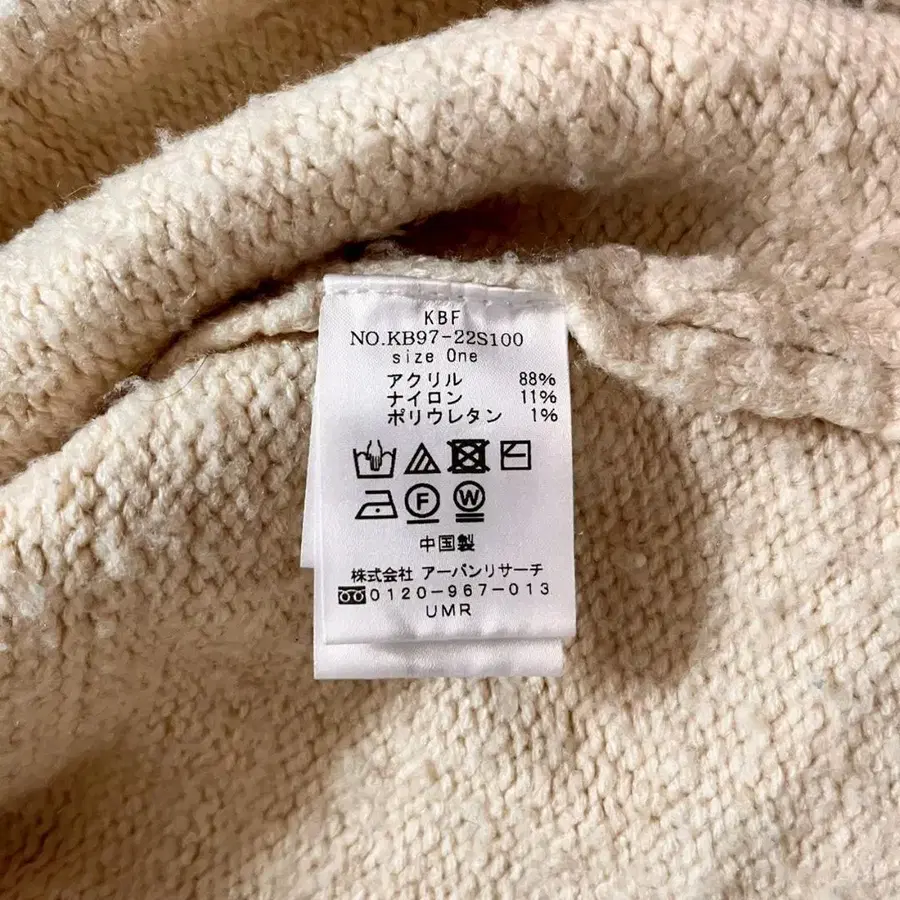 KBF
NO.KB97-22S100
size One
アクリル 88%
ナイロン 11%
ポリウレタン 1%
F W
中国製
株式会社 アーバンリサーチ
0120-967-013
UMR